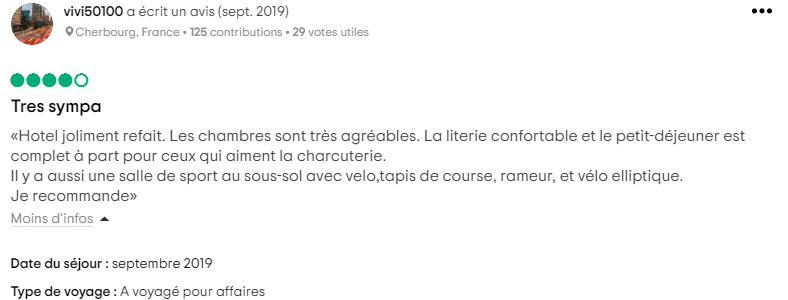 vivi50100 a écrit un avis (sept. 2019)
Cherbourg, France • 125 contributions • 29 votes utiles
Tres sympa
«Hotel joliment refait. Les chambres sont très agréables. La literie confortable et le petit-déjeuner est
complet à part pour ceux qui aiment la charcuterie.
Il y a aussi une salle de sport au sous-sol avec velo,tapis de course, rameur, et vélo elliptique.
Je recommande»
Moins d'infos
Date du séjour : septembre 2019
Type de voyage : A voyagé pour affaires